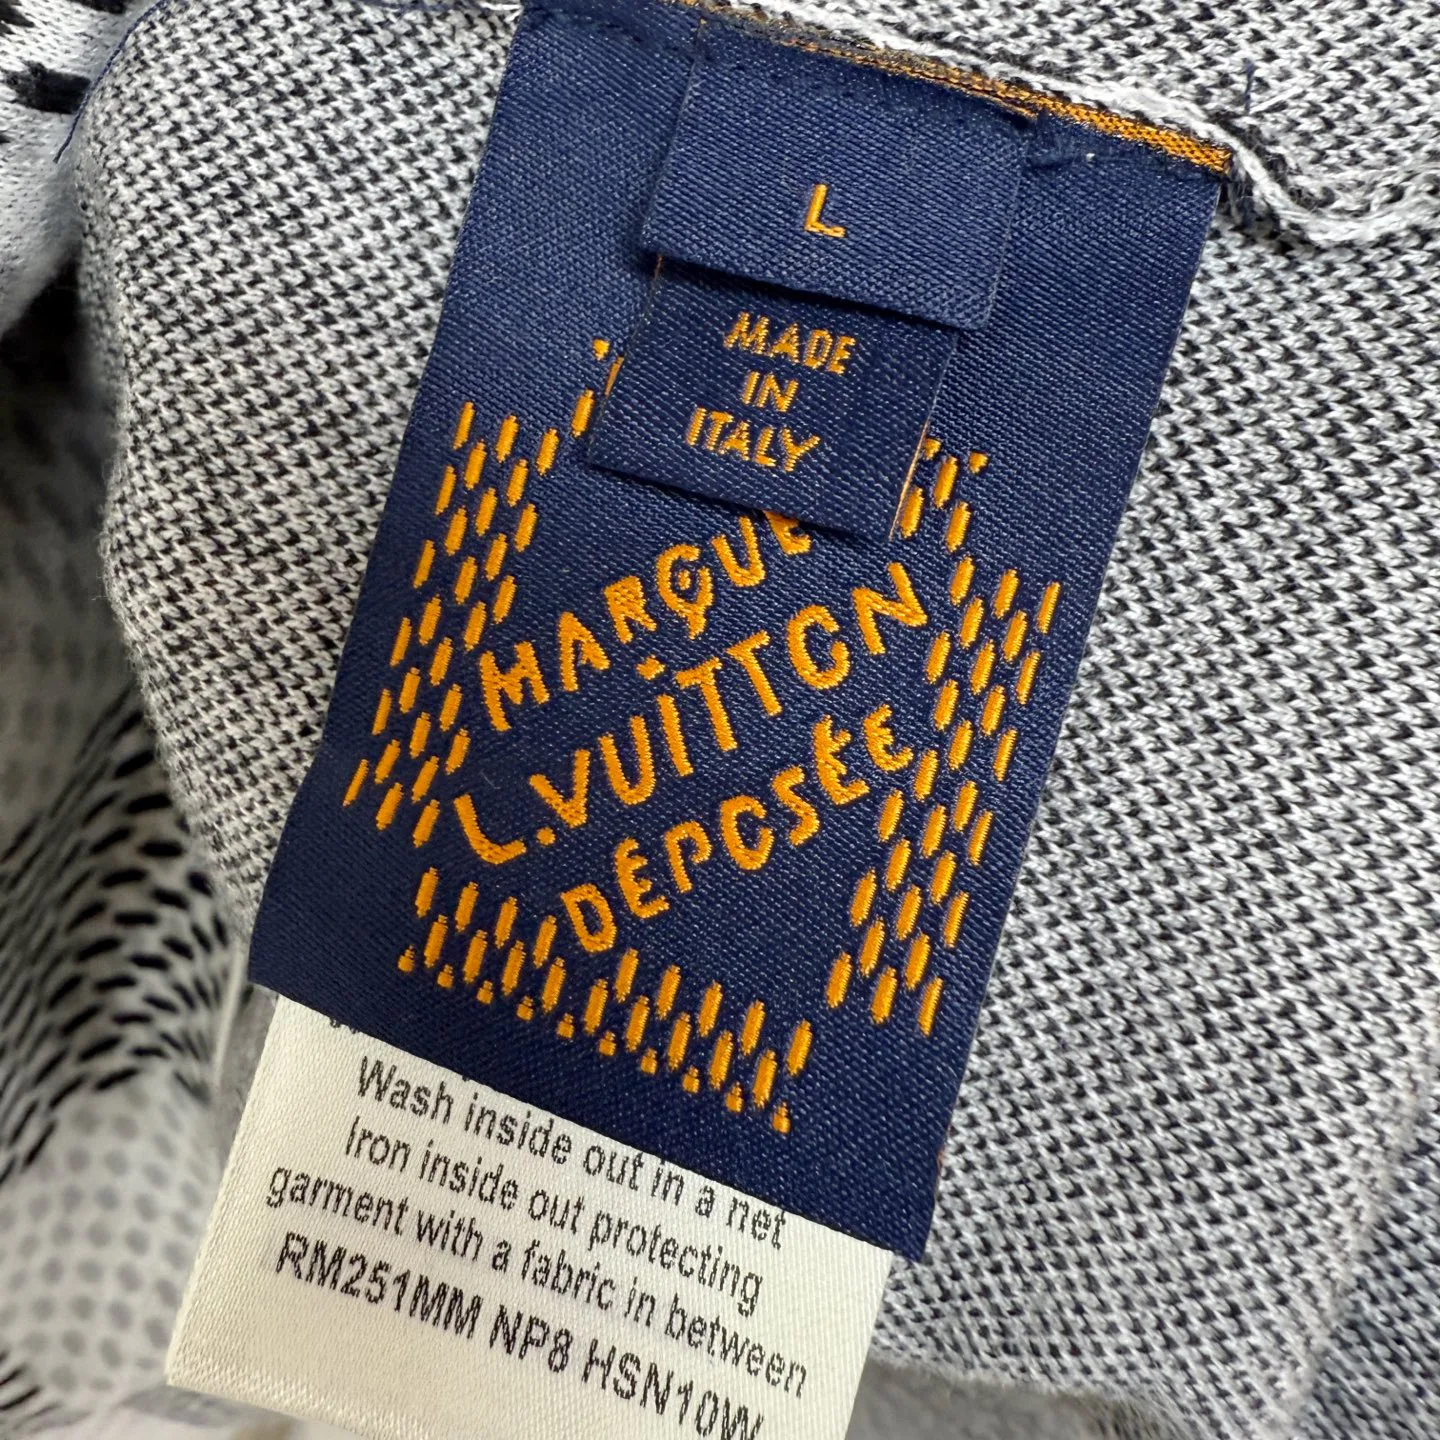 L
MADE
IN
ITALY
MARQUE
L.VUITTON
DÉPOSÉE
Wash inside out in a net
Iron inside out protecting
garment with a fabric in between
RM251MM NP8 HSN10W